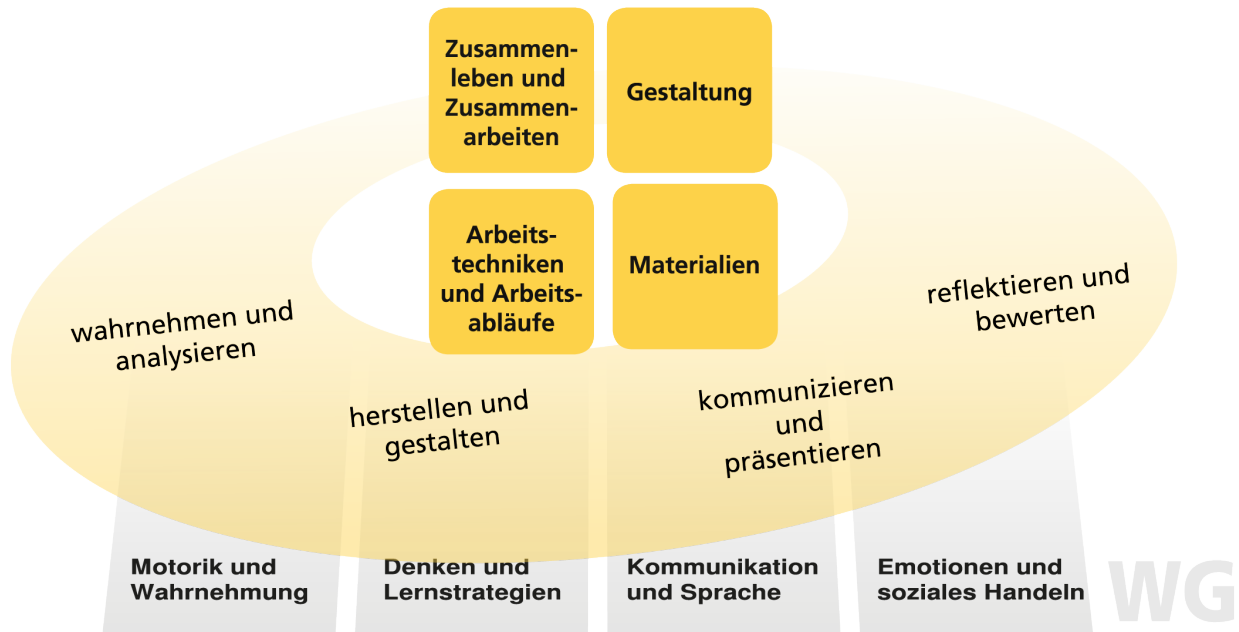 Zusammen-
leben und
Zusammen-
arbeiten
Gestaltung
Arbeits-
techniken
und Arbeits-
abläufe
Materialien
wahrnehmen und
analysieren
herstellen und
gestalten
kommunizieren
und
präsentieren
reflektieren und
bewerten
Motorik und
Wahrnehmung
Denken und
Lernstrategien
Kommunikation
und Sprache
Emotionen und
soziales Handeln
WG